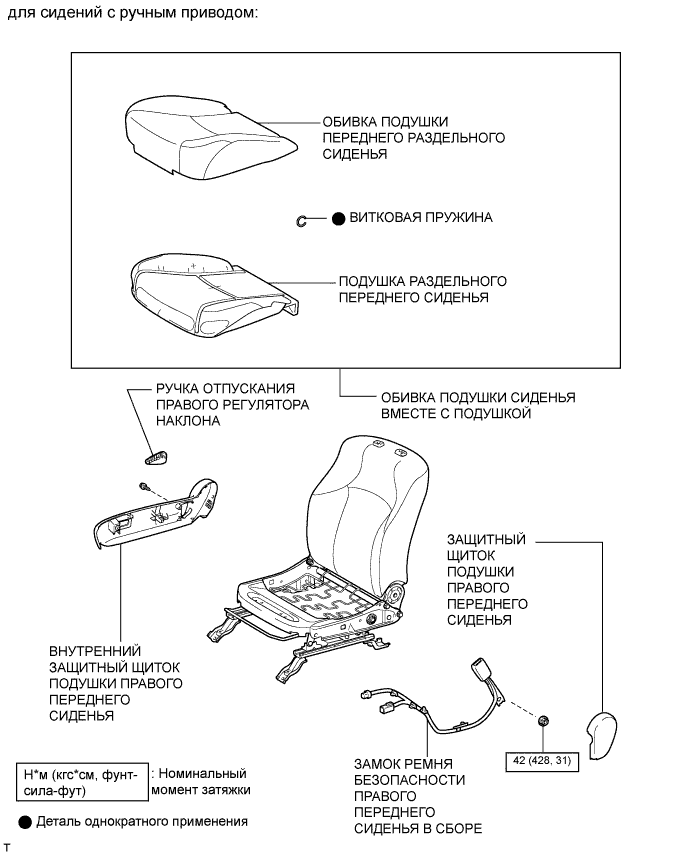 для сидений с ручным приводом:
ОБИВКА ПОДУШКИ
ПЕРЕДНЕГО РАЗДЕЛЬНОГО
СИДЕНЬЯ
ВИТКОВАЯ ПРУЖИНА
ПОДУШКА РАЗДЕЛЬНОГО
ПЕРЕДНЕГО СИДЕНЬЯ
РУЧКА ОТПУСКАНИЯ
ПРАВОГО РЕГУЛЯТОРА
НАКЛОНА
ОБИВКА ПОДУШКИ СИДЕНЬЯ
ВМЕСТЕ С ПОДУШКОЙ
ЗАЩИТНЫЙ
ЩИТОК
ПОДУШКИ
ПРАВОГО
ПЕРЕДНЕГО
СИДЕНЬЯ
ВНУТРЕННИЙ
ЗАЩИТНЫЙ ЩИТОК
ПОДУШКИ ПРАВОГО
ПЕРЕДНЕГО
СИДЕНЬЯ
42 (428, 31)
ЗАМОК РЕМНЯ
БЕЗОПАСНОСТИ
ПРАВОГО
ПЕРЕДНЕГО
СИДЕНЬЯ В СБОРЕ
Н*м (кгс*см, фунт-
сила-фут)
: Номинальный
момент затяжки
Деталь однократного применения
T